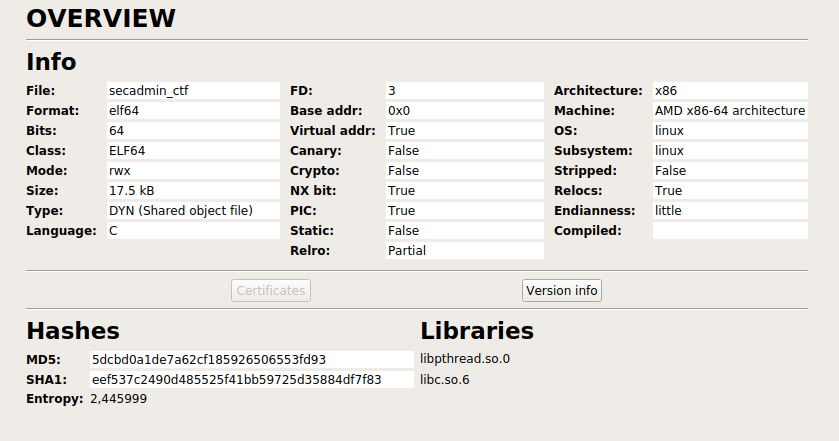 OVERVIEW
Info
File: secadmin_ctf FD: 3 Architecture: x86
Format: elf64 Base addr: 0x0 Machine: AMD x86-64 architecture
Bits: 64 Virtual addr: True OS: linux
Class: ELF64 Canary: False Subsystem: linux
Mode: rwx Crypto: False Stripped: False
Size: 17.5 kB NX bit: True Relocs: True
Type: DYN (Shared object file) PIC: True Endianness: little
Language: C Static: False Compiled:
Relro: Partial
Certificates Version info
Hashes Libraries
MD5: 5dcbd0a1de7a62cf185926506553fd93 libpthread.so.0
SHA1: eef537c2490d485525f41bb59725d35884df7f83 libc.so.6
Entropy: 2,445999